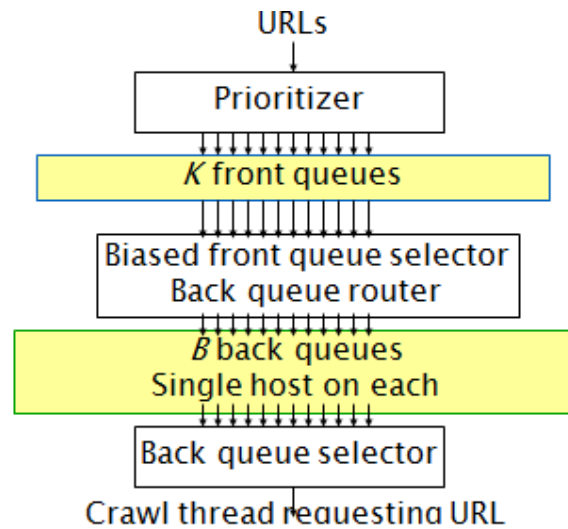 URLs
Prioritizer
K front queues
Biased front queue selector
Back queue router
B back queues
Single host on each
Back queue selector
Crawl thread requesting URL